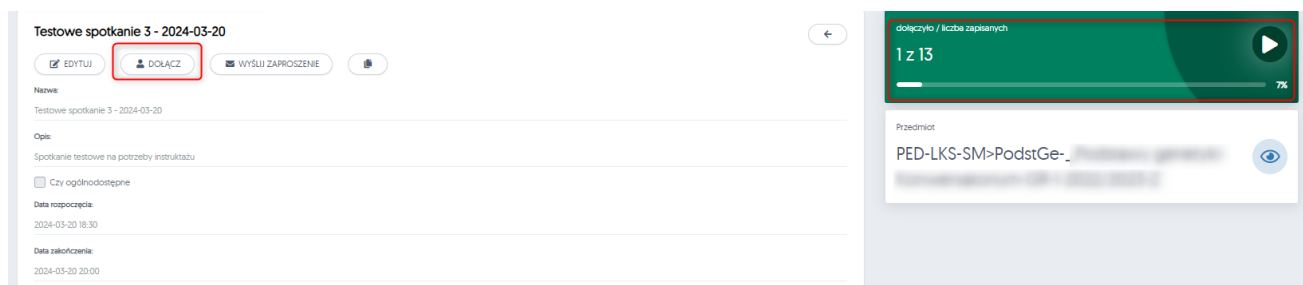 Testowe spotkanie 3 - 2024-03-20
EDYTUJ
DOŁĄCZ
WYŚLIJ ZAPROSZENIE
Nazwa:
Testowe spotkanie 3 - 2024-03-20
Opis:
Spotkanie testowe na potrzeby instruktażu
Czy ogólnodostępne
Data rozpoczęcia:
2024-03-20 18:30
Data zakończenia:
2024-03-20 20:00
dołączyło / liczba zapisanych
1 z 13
7%
Przedmiot
PED-LKS-SM>PodstGe-_